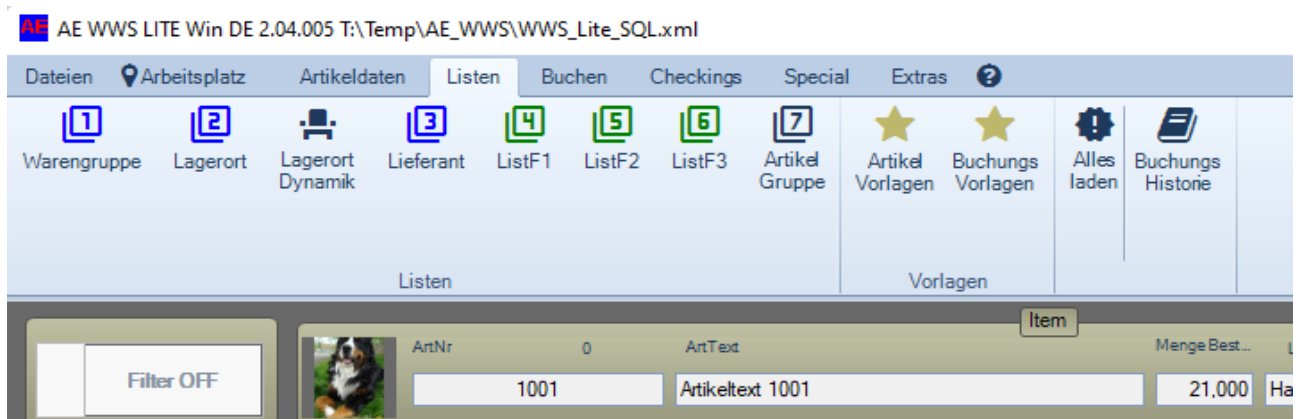 AE AE WWS LITE Win DE 2.04.005 T:\Temp\AE_WWS\WWS_Lite_SQL.xml
Dateien Arbeitsplatz Artikeldaten Listen Buchen Checkings Special Extras ?
1 2 3 4 5 6 7
Warengruppe Lagerort Lagerort Lieferant ListF1 ListF2 ListF3 Artikel Artikel Buchungs Alles Buchungs
Dynamik Gruppe Vorlagen Vorlagen laden Historie
Listen Vorlagen
Item
ArtNr 0 ArtText Menge Best...
Filter OFF 1001 Artikeltext 1001 21,000 Ha